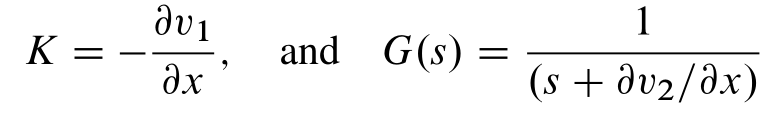 K = −∂v₁/∂x, and G(s) = 1/(s + ∂v₂/∂x)